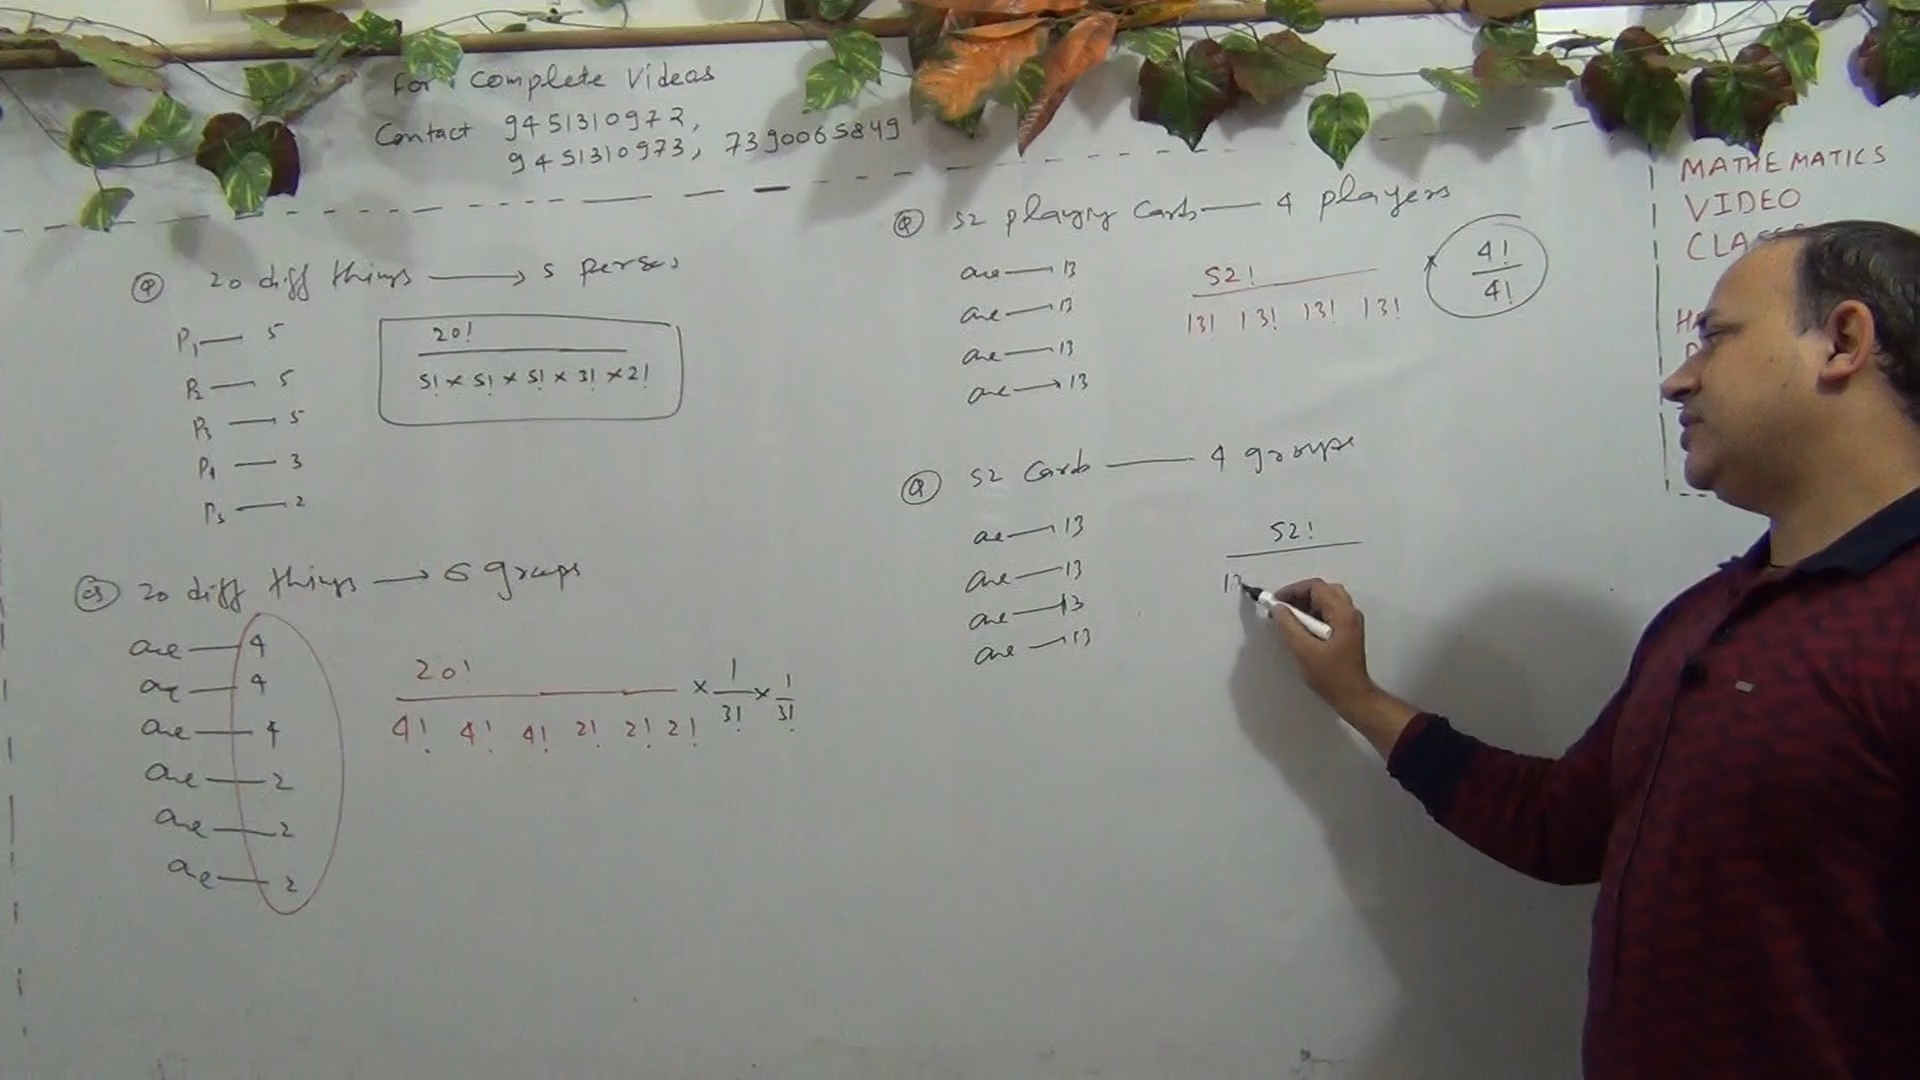 For Complete Videos
Contact 9451310972,
9451310973, 7390065849
Q 20 diff things → 5 persons
P1 — 5
P2 — 5
P3 — 5
P4 — 3
P5 — 2
20!
5! × 5! × 5! × 3! × 2!
20 diff things → 6 groups
one — 4
one — 4
one — 4
one — 2
one — 2
one — 2
20!
4! 4! 4! 2! 2! 2!
× 1/3! × 1/3!
Q 52 playing Cards — 4 players
one — 13
one — 13
one — 13
one → 13
52!
13! 13! 13! 13!
× 4!/4!
Q 52 Cards — 4 groups
one — 13
one — 13
one — 13
one — 13
52!
13
MATHEMATICS
VIDEO